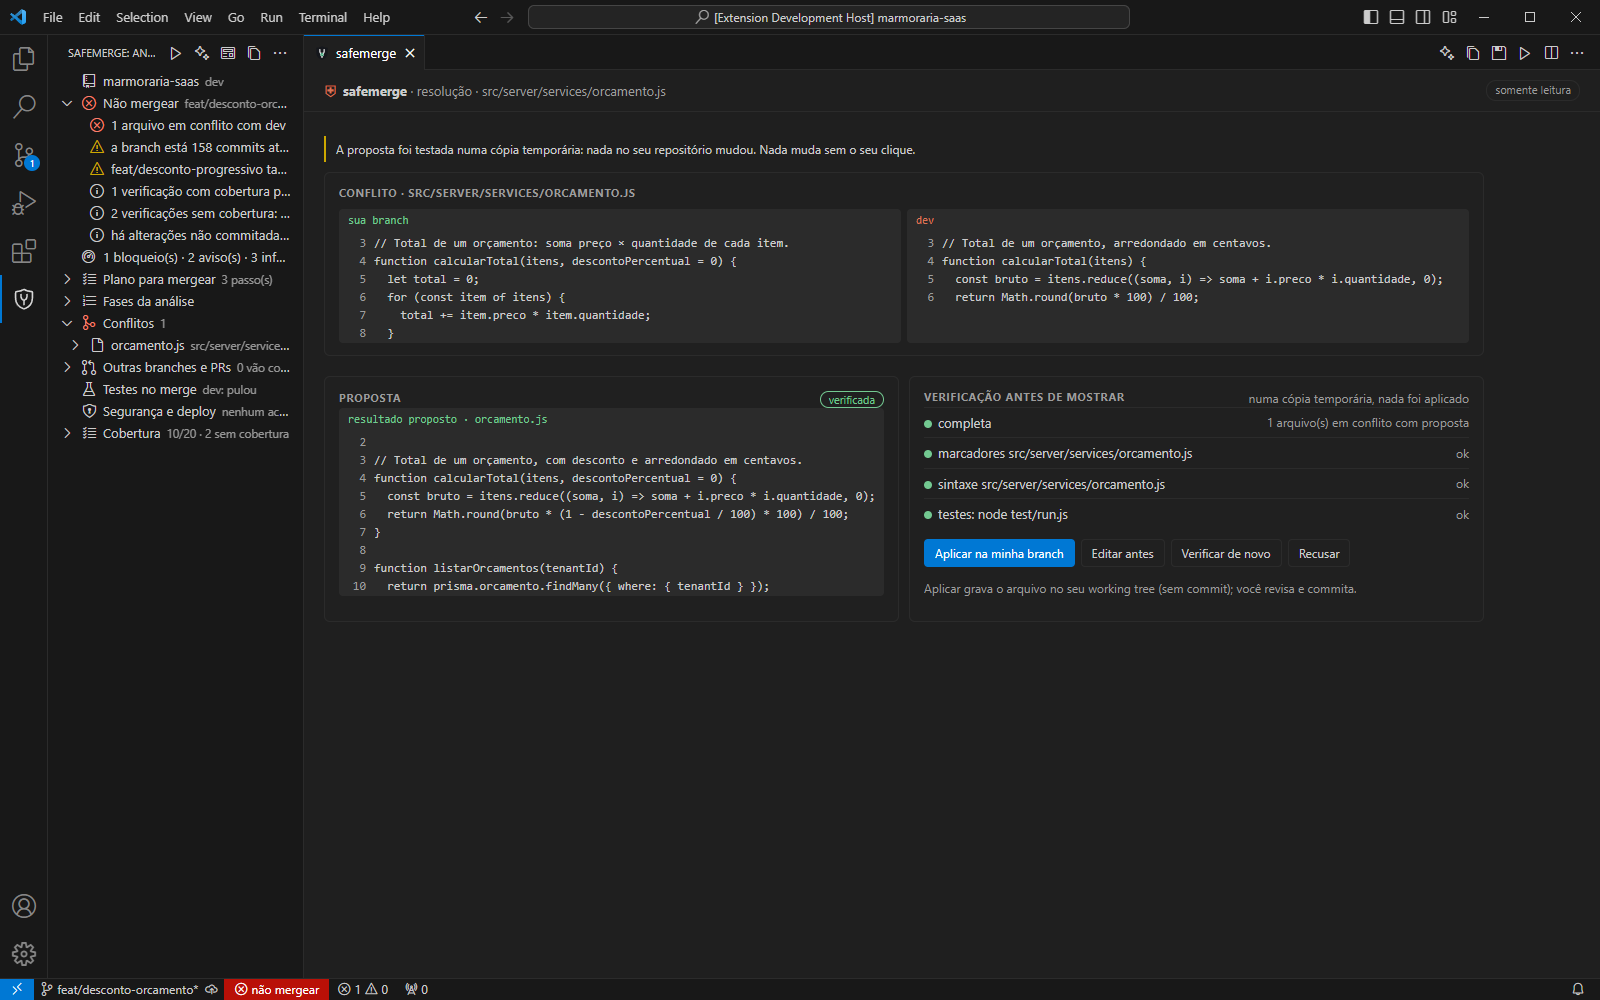 File Edit Selection View Go Run Terminal Help
[Extension Development Host] marmoraria-saas
SAFEMERGE: AN...
marmoraria-saas dev
Não mergear feat/desconto-orc...
1 arquivo em conflito com dev
a branch está 158 commits at...
feat/desconto-progressivo ta...
1 verificação com cobertura p...
2 verificações sem cobertura: ...
há alterações não commitada...
1 bloqueio(s) · 2 aviso(s) · 3 inf...
Plano para mergear 3 passo(s)
Fases da análise
Conflitos 1
orcamento.js src/server/service...
Outras branches e PRs 0 vão co...
Testes no merge dev: pulou
Segurança e deploy nenhum ac...
Cobertura 10/20 · 2 sem cobertura
1
safemerge
safemerge · resolução · src/server/services/orcamento.js
somente leitura
A proposta foi testada numa cópia temporária: nada no seu repositório mudou. Nada muda sem o seu clique.
CONFLITO · SRC/SERVER/SERVICES/ORCAMENTO.JS
sua branch
3 // Total de um orçamento: soma preço × quantidade de cada item.
4 function calcularTotal(itens, descontoPercentual = 0) {
5 let total = 0;
6 for (const item of itens) {
7 total += item.preco * item.quantidade;
8 }
dev
3 // Total de um orçamento, arredondado em centavos.
4 function calcularTotal(itens) {
5 const bruto = itens.reduce((soma, i) => soma + i.preco * i.quantidade, 0);
6 return Math.round(bruto * 100) / 100;
PROPOSTA
verificada
resultado proposto · orcamento.js
2
3 // Total de um orçamento, com desconto e arredondado em centavos.
4 function calcularTotal(itens, descontoPercentual = 0) {
5 const bruto = itens.reduce((soma, i) => soma + i.preco * i.quantidade, 0);
6 return Math.round(bruto * (1 - descontoPercentual / 100) * 100) / 100;
7 }
8
9 function listarOrcamentos(tenantId) {
10 return prisma.orcamento.findMany({ where: { tenantId } });
VERIFICAÇÃO ANTES DE MOSTRAR
numa cópia temporária, nada foi aplicado
completa 1 arquivo(s) em conflito com proposta
marcadores src/server/services/orcamento.js ok
sintaxe src/server/services/orcamento.js ok
testes: node test/run.js ok
Aplicar na minha branch Editar antes Verificar de novo Recusar
Aplicar grava o arquivo no seu working tree (sem commit); você revisa e commita.
feat/desconto-orcamento* não mergear 1 0 0